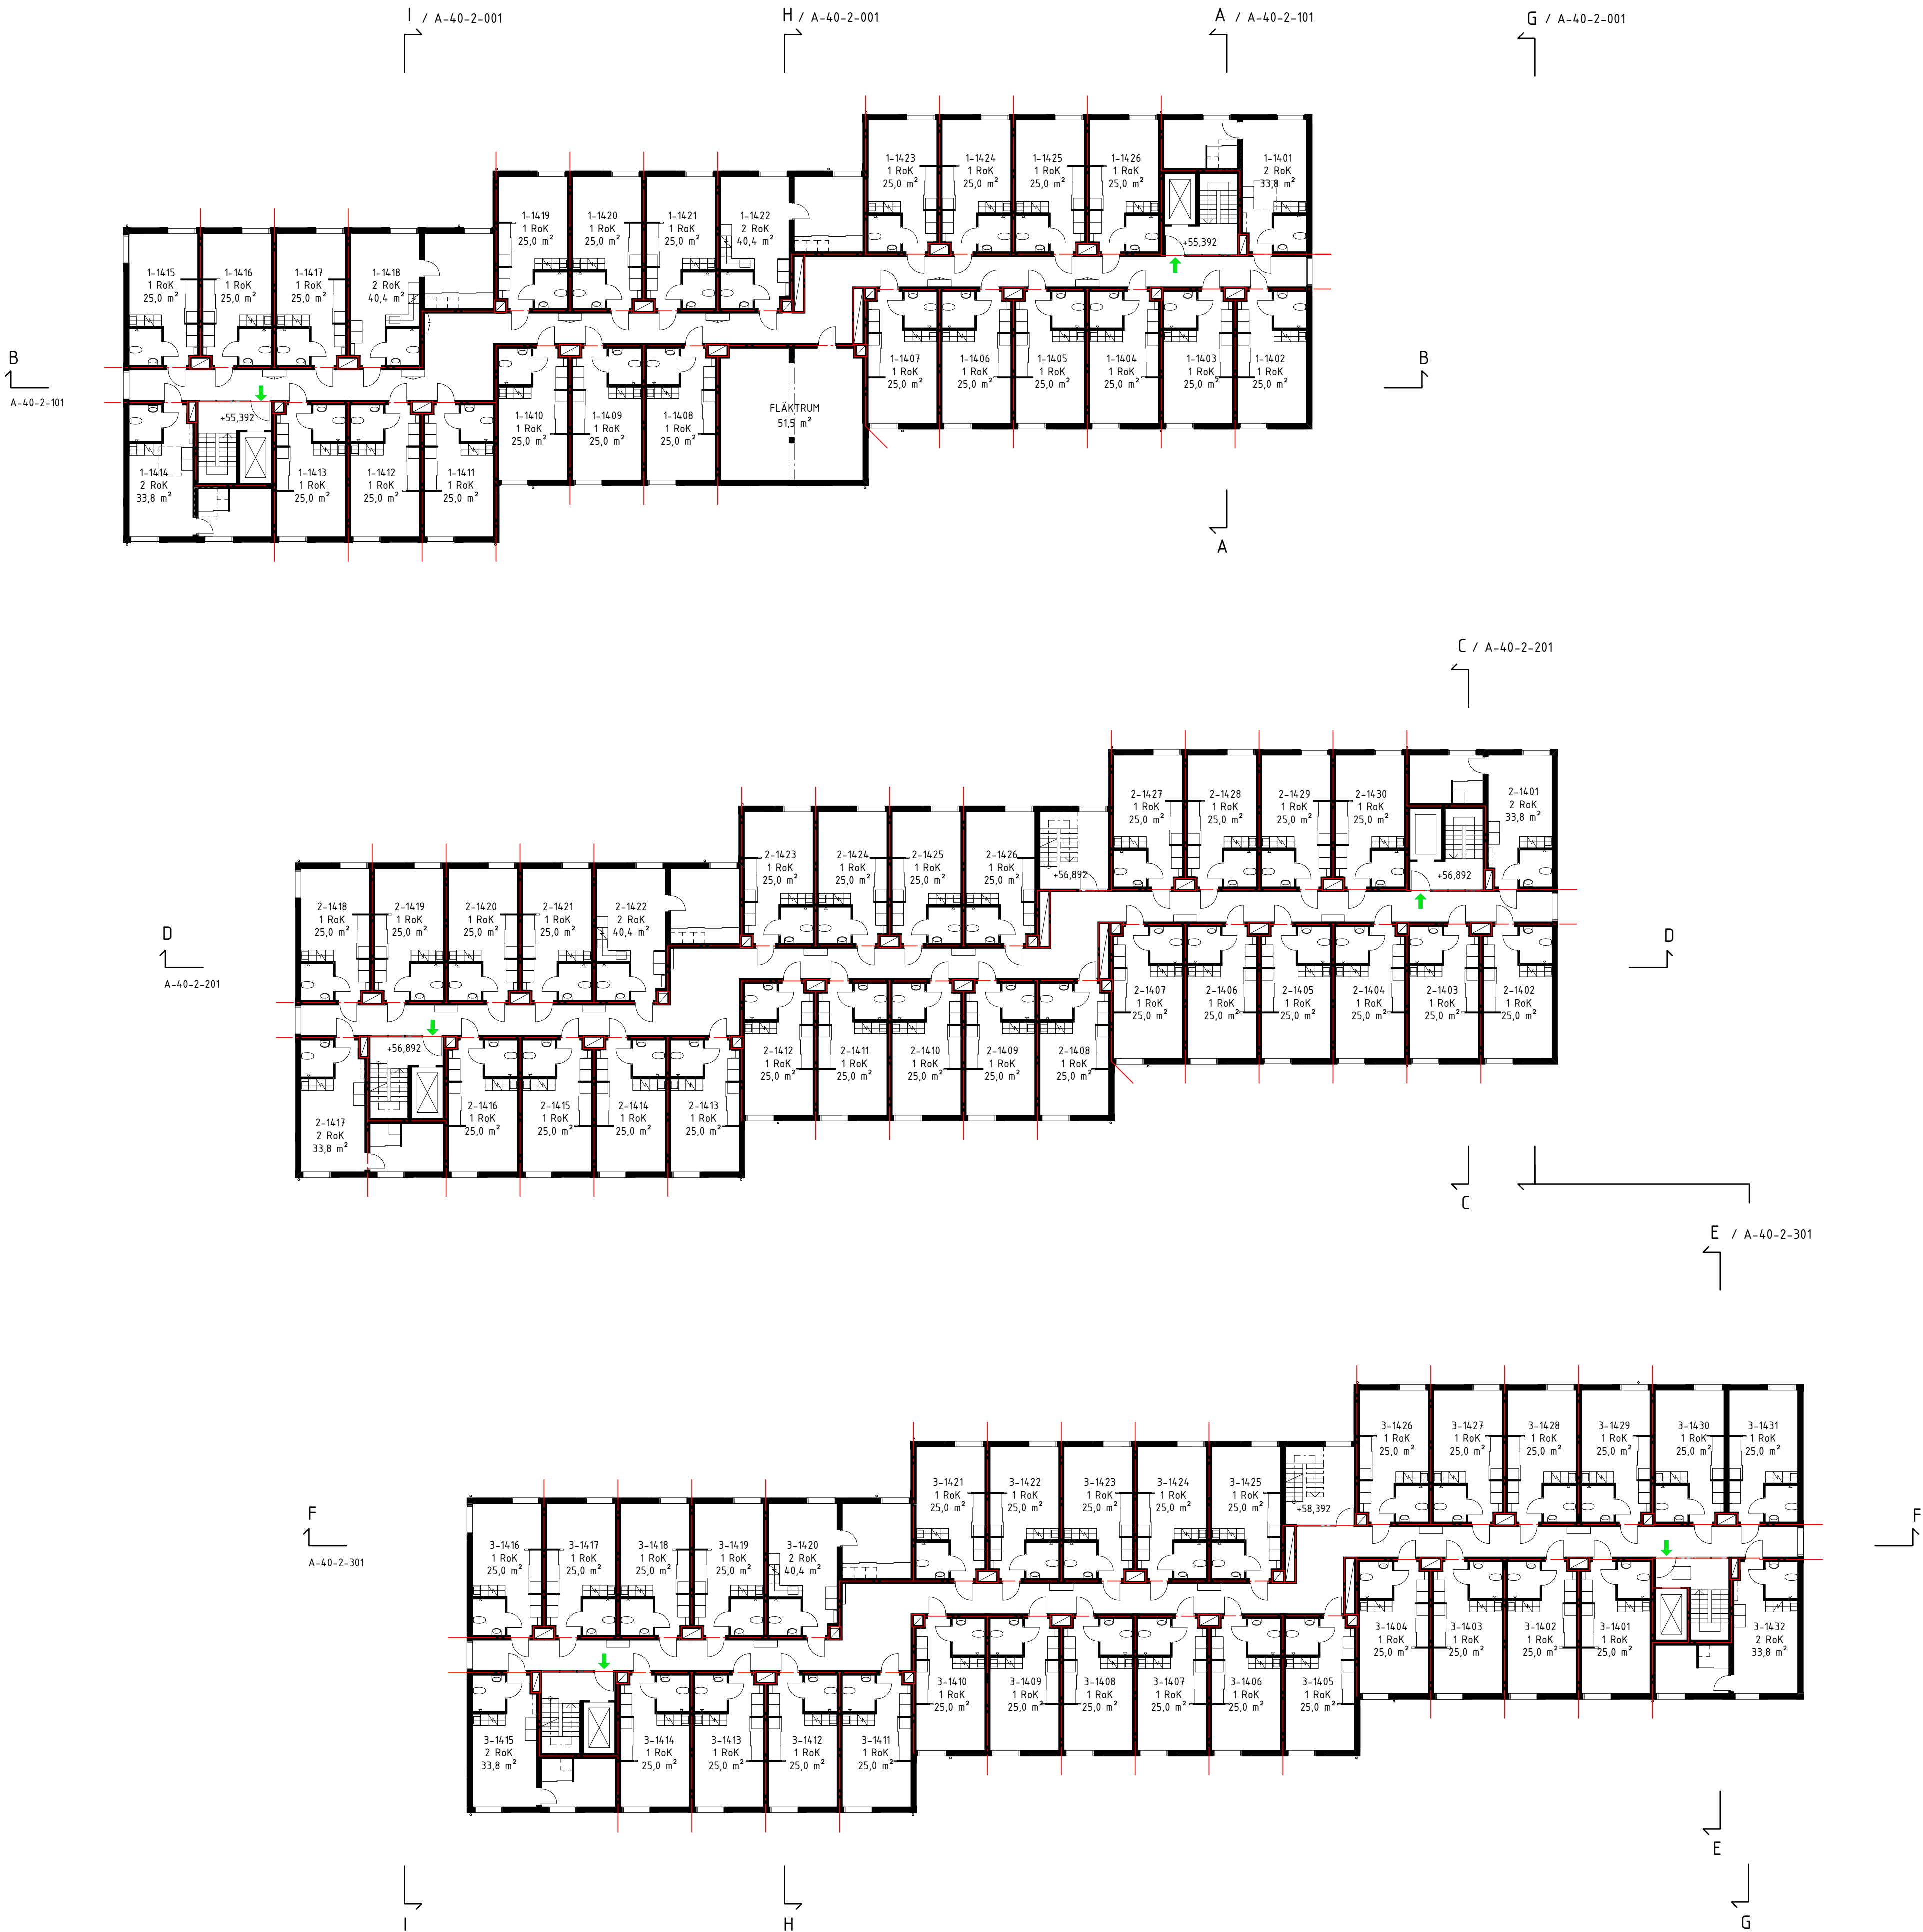 I / A-40-2-001
H / A-40-2-001
A / A-40-2-101
G / A-40-2-001
1-1423
1 RoK
25,0 m²
1-1424
1 RoK
25,0 m²
1-1425
1 RoK
25,0 m²
1-1426
1 RoK
25,0 m²
1-1401
2 RoK
33,8 m²
1-1419
1 RoK
25,0 m²
1-1420
1 RoK
25,0 m²
1-1421
1 RoK
25,0 m²
1-1422
2 RoK
40,4 m²
+55,392
1-1415
1 RoK
25,0 m²
1-1416
1 RoK
25,0 m²
1-1417
1 RoK
25,0 m²
1-1418
2 RoK
40,4 m²
B
A-40-2-101
B
1-1407
1 RoK
25,0 m²
1-1406
1 RoK
25,0 m²
1-1405
1 RoK
25,0 m²
1-1404
1 RoK
25,0 m²
1-1403
1 RoK
25,0 m²
1-1402
1 RoK
25,0 m²
1-1410
1 RoK
25,0 m²
1-1409
1 RoK
25,0 m²
1-1408
1 RoK
25,0 m²
FLÄKTRUM
51,5 m²
+55,392
1-1414
2 RoK
33,8 m²
1-1413
1 RoK
25,0 m²
1-1412
1 RoK
25,0 m²
1-1411
1 RoK
25,0 m²
A
C / A-40-2-201
2-1427
1 RoK
25,0 m²
2-1428
1 RoK
25,0 m²
2-1429
1 RoK
25,0 m²
2-1430
1 RoK
25,0 m²
2-1401
2 RoK
33,8 m²
2-1423
1 RoK
25,0 m²
2-1424
1 RoK
25,0 m²
2-1425
1 RoK
25,0 m²
2-1426
1 RoK
25,0 m²
+56,892
+56,892
2-1418
1 RoK
25,0 m²
2-1419
1 RoK
25,0 m²
2-1420
1 RoK
25,0 m²
2-1421
1 RoK
25,0 m²
2-1422
2 RoK
40,4 m²
D
A-40-2-201
D
2-1407
1 RoK
25,0 m²
2-1406
1 RoK
25,0 m²
2-1405
1 RoK
25,0 m²
2-1404
1 RoK
25,0 m²
2-1403
1 RoK
25,0 m²
2-1402
1 RoK
25,0 m²
+56,892
2-1412
1 RoK
25,0 m²
2-1411
1 RoK
25,0 m²
2-1410
1 RoK
25,0 m²
2-1409
1 RoK
25,0 m²
2-1408
1 RoK
25,0 m²
2-1417
2 RoK
33,8 m²
2-1416
1 RoK
25,0 m²
2-1415
1 RoK
25,0 m²
2-1414
1 RoK
25,0 m²
2-1413
1 RoK
25,0 m²
C
E / A-40-2-301
3-1426
1 RoK
25,0 m²
3-1427
1 RoK
25,0 m²
3-1428
1 RoK
25,0 m²
3-1429
1 RoK
25,0 m²
3-1430
1 RoK
25,0 m²
3-1431
1 RoK
25,0 m²
3-1421
1 RoK
25,0 m²
3-1422
1 RoK
25,0 m²
3-1423
1 RoK
25,0 m²
3-1424
1 RoK
25,0 m²
3-1425
1 RoK
25,0 m²
+58,392
F
A-40-2-301
F
3-1416
1 RoK
25,0 m²
3-1417
1 RoK
25,0 m²
3-1418
1 RoK
25,0 m²
3-1419
1 RoK
25,0 m²
3-1420
2 RoK
40,4 m²
3-1404
1 RoK
25,0 m²
3-1403
1 RoK
25,0 m²
3-1402
1 RoK
25,0 m²
3-1401
1 RoK
25,0 m²
3-1432
2 RoK
33,8 m²
3-1410
1 RoK
25,0 m²
3-1409
1 RoK
25,0 m²
3-1408
1 RoK
25,0 m²
3-1407
1 RoK
25,0 m²
3-1406
1 RoK
25,0 m²
3-1405
1 RoK
25,0 m²
3-1415
2 RoK
33,8 m²
3-1414
1 RoK
25,0 m²
3-1413
1 RoK
25,0 m²
3-1412
1 RoK
25,0 m²
3-1411
1 RoK
25,0 m²
E
I
H
G